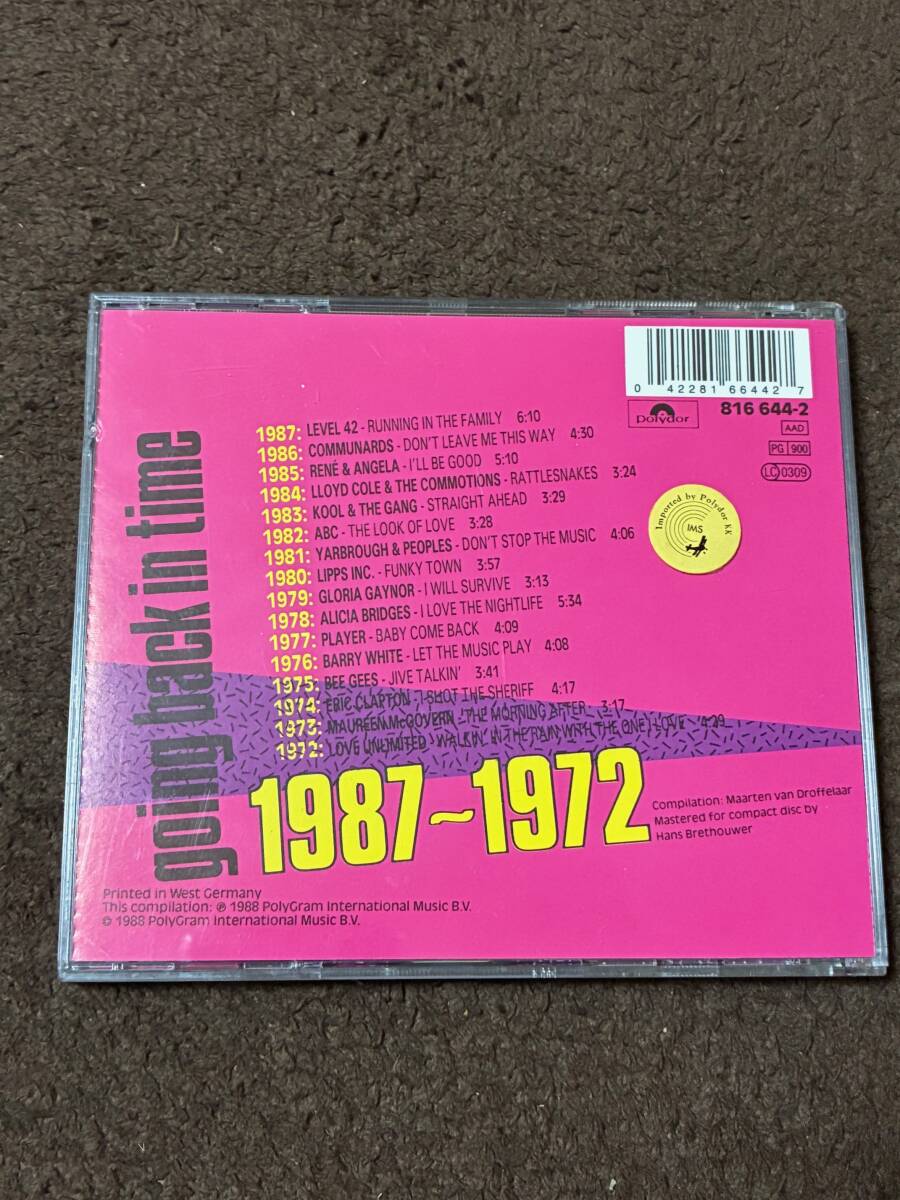 going back in time
0 42281 66442 7
polydor
816 644-2
AAD
PG 900
LC 0309
Imported by Polydor KK
IMS
1987: LEVEL 42 - RUNNING IN THE FAMILY 6:10
1986: COMMUNARDS - DON'T LEAVE ME THIS WAY 4:30
1985: RENÉ & ANGELA - I'LL BE GOOD 5:10
1984: LLOYD COLE & THE COMMOTIONS - RATTLESNAKES 3:24
1983: KOOL & THE GANG - STRAIGHT AHEAD 3:29
1982: ABC - THE LOOK OF LOVE 3:28
1981: YARBROUGH & PEOPLES - DON'T STOP THE MUSIC 4:06
1980: LIPPS INC. - FUNKY TOWN 3:57
1979: GLORIA GAYNOR - I WILL SURVIVE 3:13
1978: ALICIA BRIDGES - I LOVE THE NIGHTLIFE 5:34
1977: PLAYER - BABY COME BACK 4:09
1976: BARRY WHITE - LET THE MUSIC PLAY 4:08
1975: BEE GEES - JIVE TALKIN' 3:41
1974: ERIC CLAPTON - I SHOT THE SHERIFF 4:17
1973: MAUREEN McGOVERN - THE MORNING AFTER 3:17
1972: LOVE UNLIMITED - WALKIN' IN THE RAIN WITH THE ONE I LOVE 4:29
1987~1972
Compilation: Maarten van Droffelaar
Mastered for compact disc by
Hans Brethouwer
Printed in West Germany
This compilation: ℗ 1988 PolyGram International Music B.V.
© 1988 PolyGram International Music B.V.